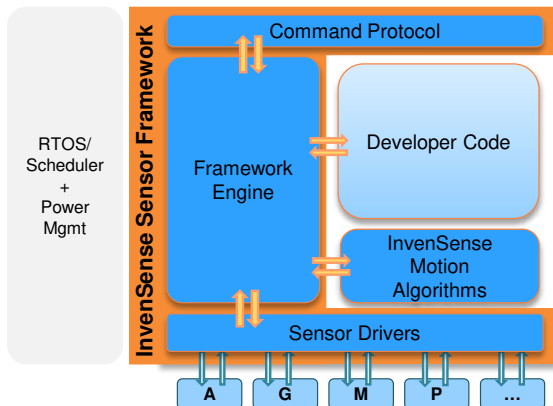 RTOS/
Scheduler
+
Power
Mgmt
InvenSense Sensor Framework
Command Protocol
Framework
Engine
Developer Code
InvenSense
Motion
Algorithms
Sensor Drivers
A
G
M
P
...